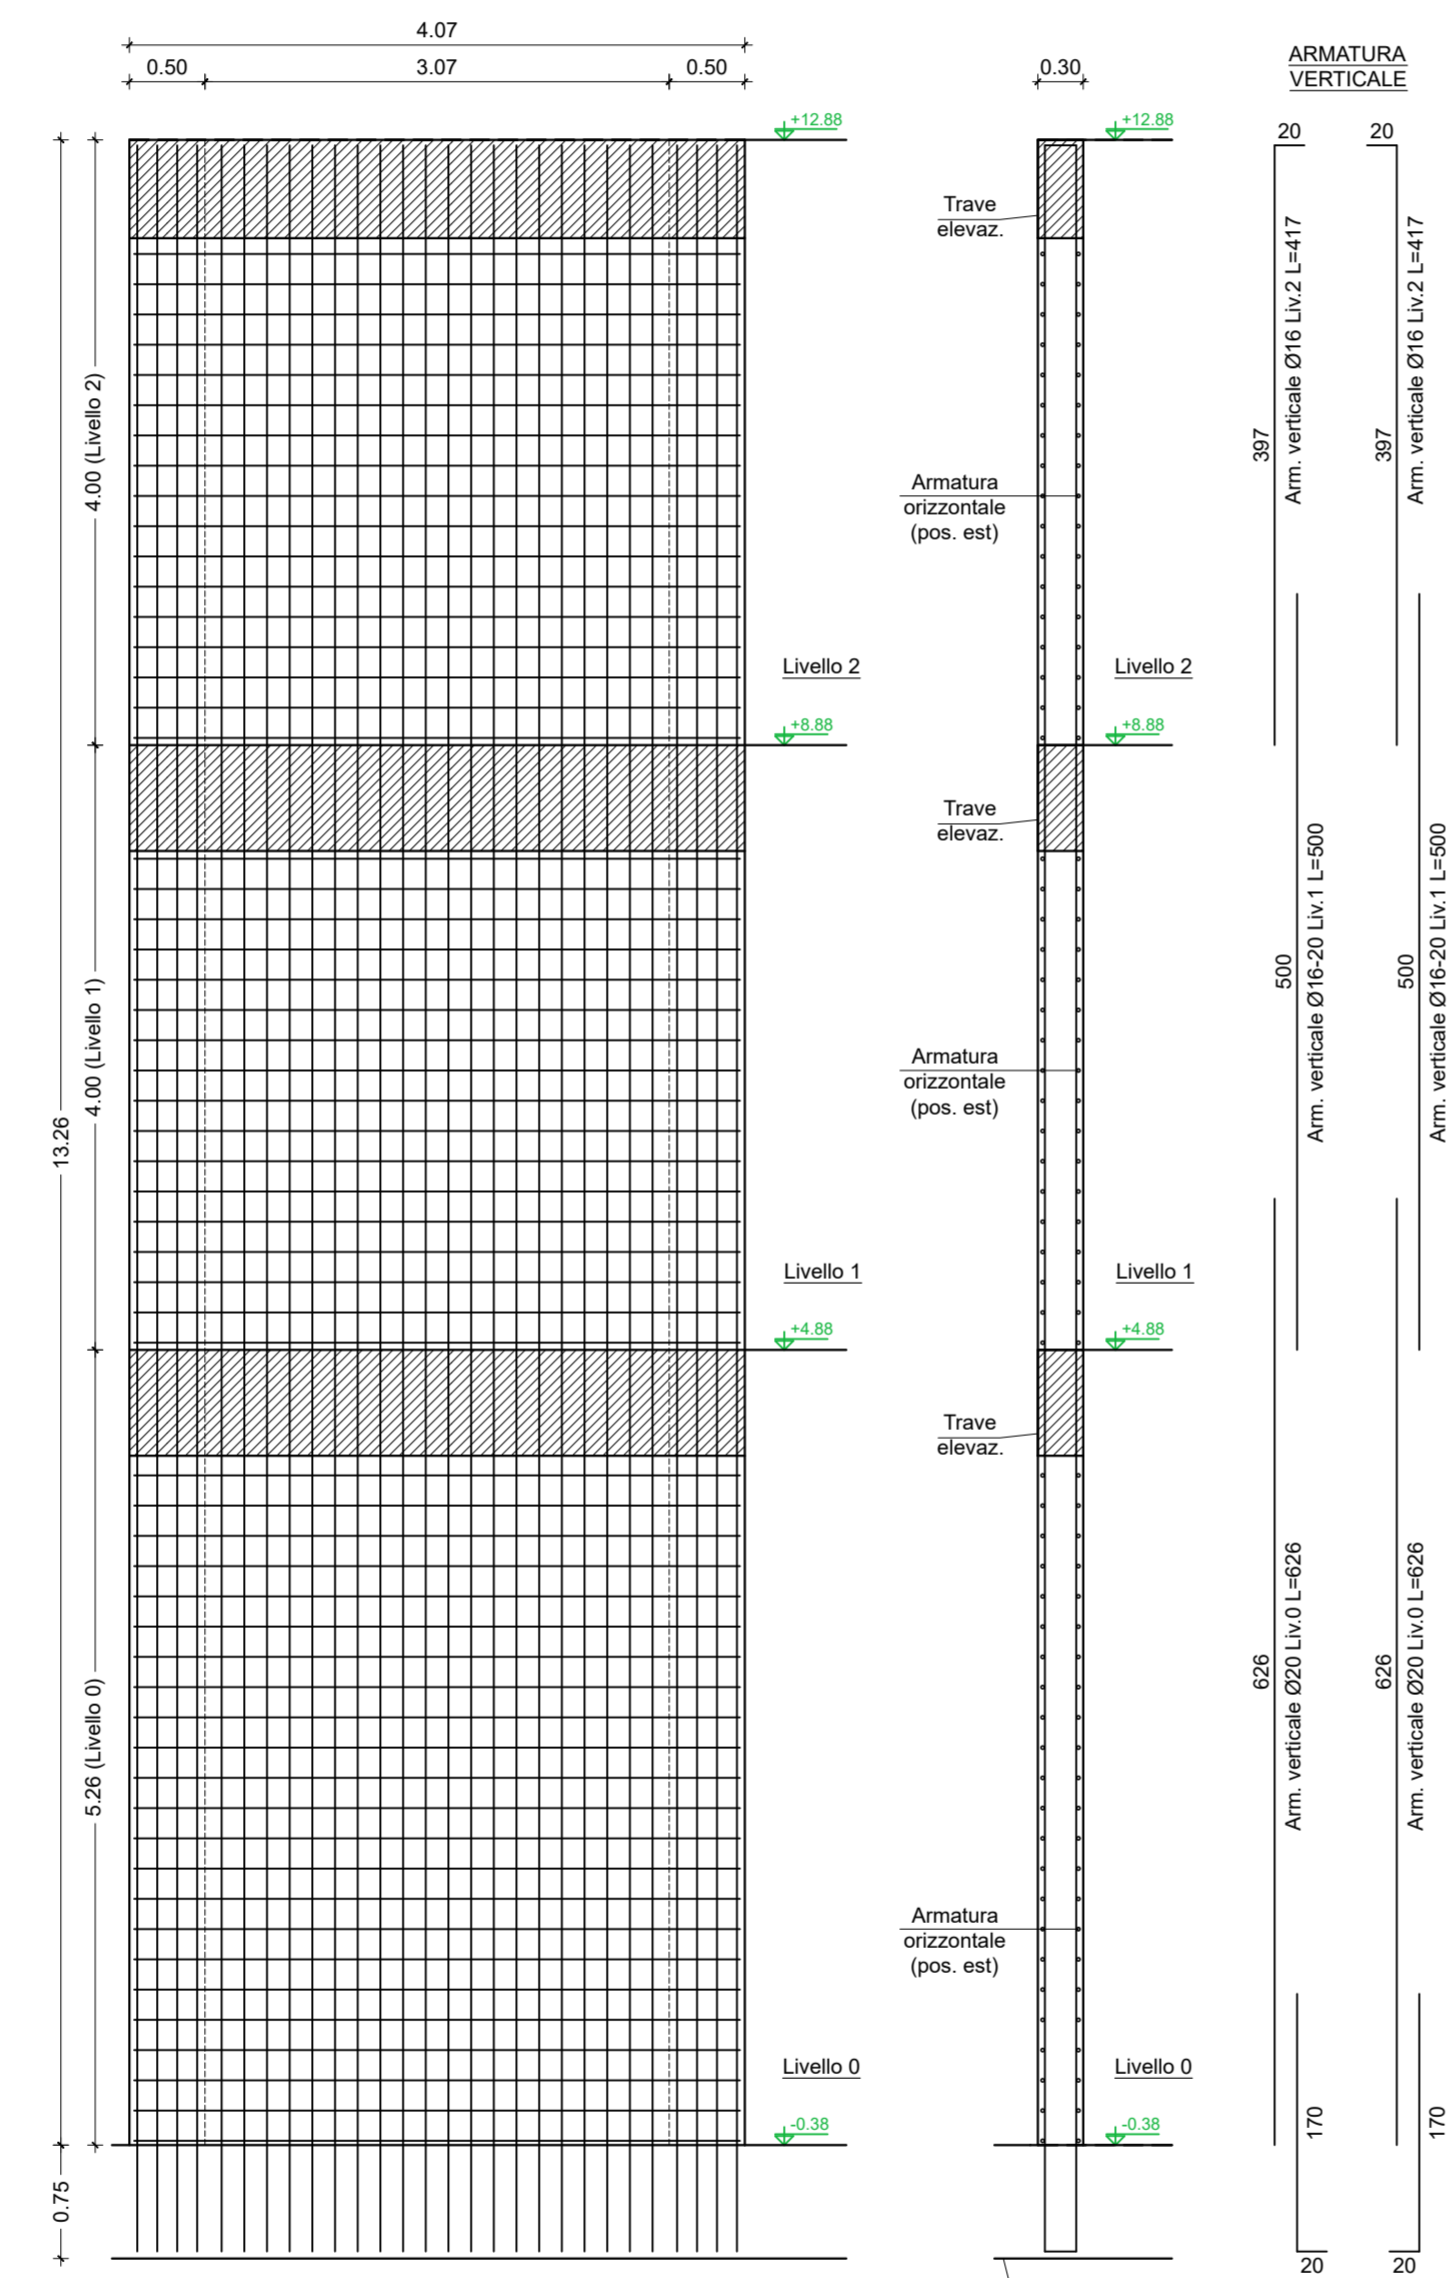 4.07
0.50 3.07 0.50
0.30
ARMATURA
VERTICALE
+12.88
+12.88
20
20
Trave
elevaz.
4.00 (Livello 2)
397
Arm. verticale Ø16 Liv.2 L=417
397
Arm. verticale Ø16 Liv.2 L=417
Armatura
orizzontale
(pos. est)
Livello 2
Livello 2
+8.88
+8.88
Trave
elevaz.
13.26
4.00 (Livello 1)
500
Arm. verticale Ø16-20 Liv.1 L=500
500
Arm. verticale Ø16-20 Liv.1 L=500
Armatura
orizzontale
(pos. est)
Livello 1
Livello 1
+4.88
+4.88
Trave
elevaz.
5.26 (Livello 0)
626
Arm. verticale Ø20 Liv.0 L=626
626
Arm. verticale Ø20 Liv.0 L=626
Armatura
orizzontale
(pos. est)
Livello 0
Livello 0
-0.38
-0.38
170
170
0.75
20
20